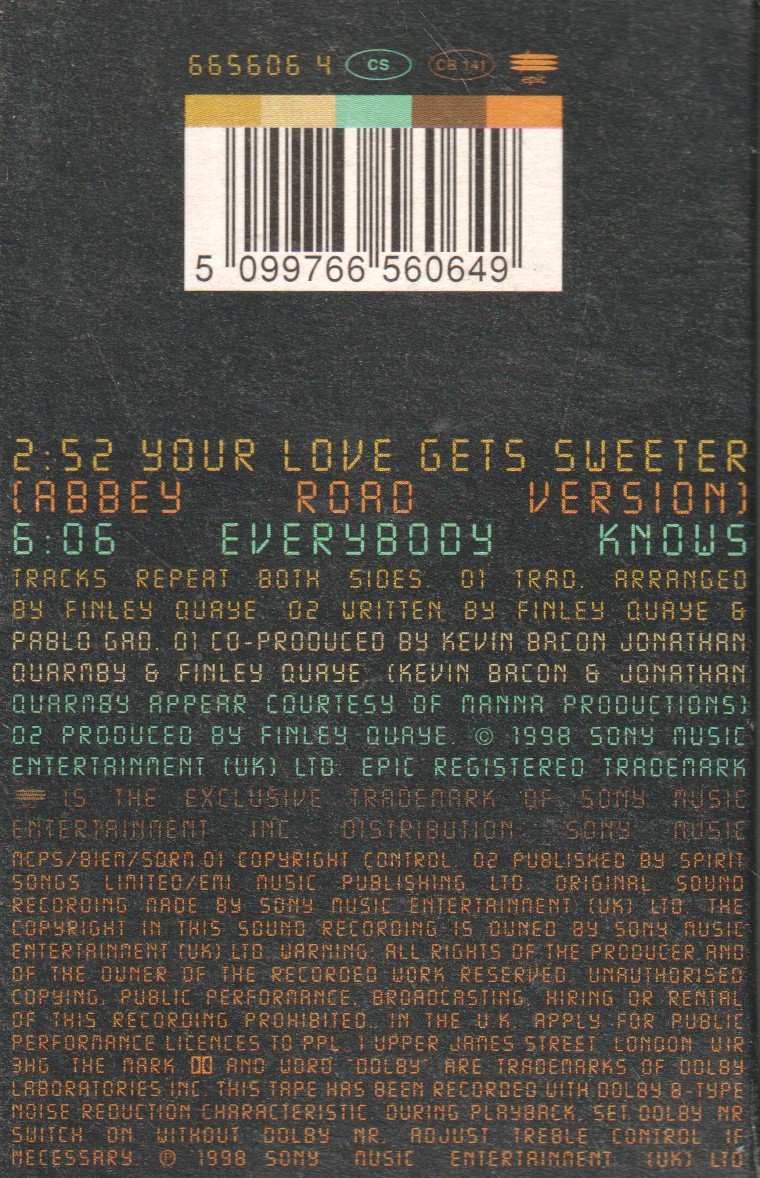 665606 4 CS CB 141 epic
5 099766 560649
2:52 YOUR LOVE GETS SWEETER
(ABBEY ROAD VERSION)
6:06 EVERYBODY KNOWS
TRACKS REPEAT BOTH SIDES. 01 TRAD. ARRANGED
BY FINLEY QUAYE. 02 WRITTEN BY FINLEY QUAYE &
PABLO GAD. 01 CO-PRODUCED BY KEVIN BACON JONATHAN
QUARMBY & FINLEY QUAYE. (KEVIN BACON & JONATHAN
QUARMBY APPEAR COURTESY OF MANNA PRODUCTIONS)
02 PRODUCED BY FINLEY QUAYE. © 1998 SONY MUSIC
ENTERTAINMENT (UK) LTD. EPIC REGISTERED TRADEMARK
IS THE EXCLUSIVE TRADEMARK OF SONY MUSIC
ENTERTAINMENT INC. DISTRIBUTION: SONY MUSIC
MCPS/BIEM/SDRM.01 COPYRIGHT CONTROL. 02 PUBLISHED BY SPIRIT
SONGS LIMITED/EMI MUSIC PUBLISHING LTD. ORIGINAL SOUND
RECORDING MADE BY SONY MUSIC ENTERTAINMENT (UK) LTD. THE
COPYRIGHT IN THIS SOUND RECORDING IS OWNED BY SONY MUSIC
ENTERTAINMENT (UK) LTD. WARNING: ALL RIGHTS OF THE PRODUCER AND
OF THE OWNER OF THE RECORDED WORK RESERVED. UNAUTHORISED
COPYING, PUBLIC PERFORMANCE, BROADCASTING, HIRING OR RENTAL
OF THIS RECORDING PROHIBITED. IN THE U.K. APPLY FOR PUBLIC
PERFORMANCE LICENCES TO PPL, 1 UPPER JAMES STREET, LONDON W1R
3HG. THE MARK AND WORD "DOLBY" ARE TRADEMARKS OF DOLBY
LABORATORIES INC. THIS TAPE HAS BEEN RECORDED WITH DOLBY B-TYPE
NOISE REDUCTION CHARACTERISTIC. DURING PLAYBACK, SET DOLBY NR
SWITCH ON WITHOUT DOLBY NR, ADJUST TREBLE CONTROL IF
NECESSARY ℗ 1998 SONY MUSIC ENTERTAINMENT (UK) LTD